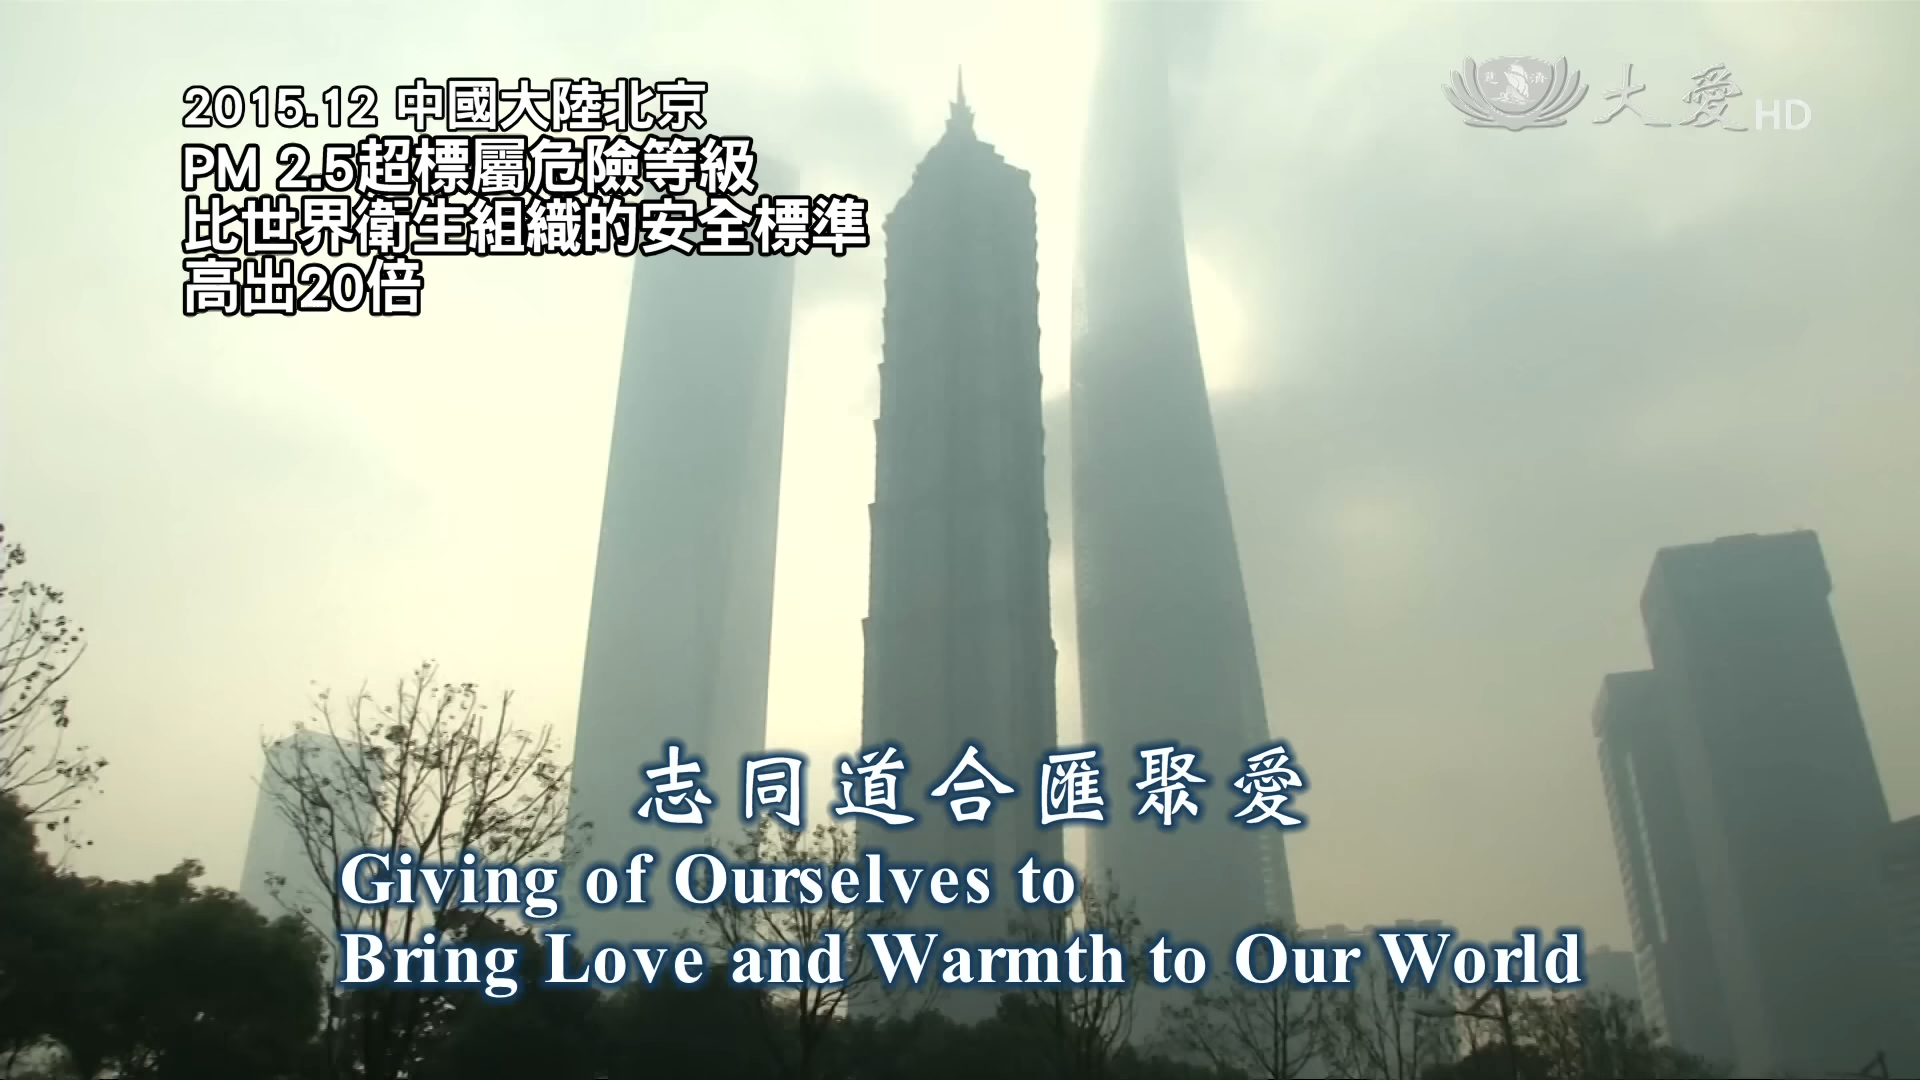 2015.12 中國大陸北京
PM 2.5超標屬危險等級
比世界衛生組織的安全標準
高出20倍
慈濟
大愛HD
志同道合匯聚愛
Giving of Ourselves to
Bring Love and Warmth to Our World